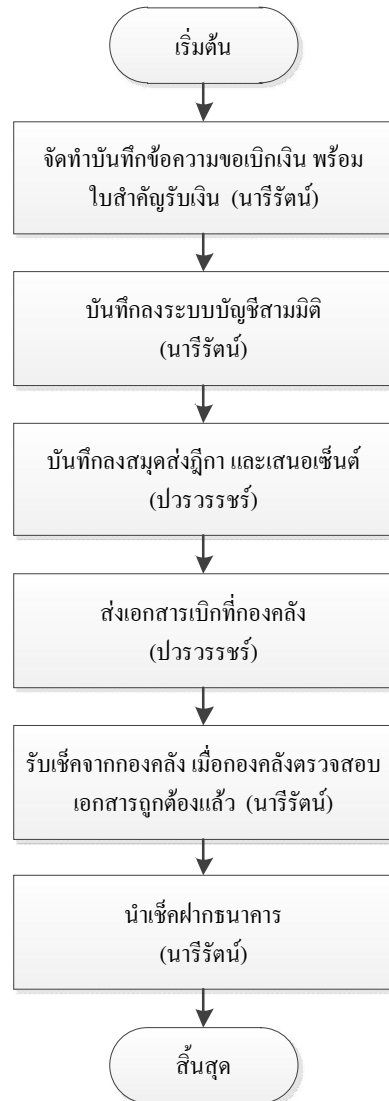 เริ่มต้น
จัดทำบันทึกข้อความขอเบิกเงิน พร้อม
ใบสำคัญรับเงิน (นารีรัตน์)
บันทึกลงระบบบัญชีสามมิติ
(นารีรัตน์)
บันทึกลงสมุดส่งฎีกา และเสนอเซ็นต์
(ปวรวรรชร์)
ส่งเอกสารเบิกที่กองคลัง
(ปวรวรรชร์)
รับเช็คจากกองคลัง เมื่อกองคลังตรวจสอบ
เอกสารถูกต้องแล้ว (นารีรัตน์)
นำเช็คฝากธนาคาร
(นารีรัตน์)
สิ้นสุด